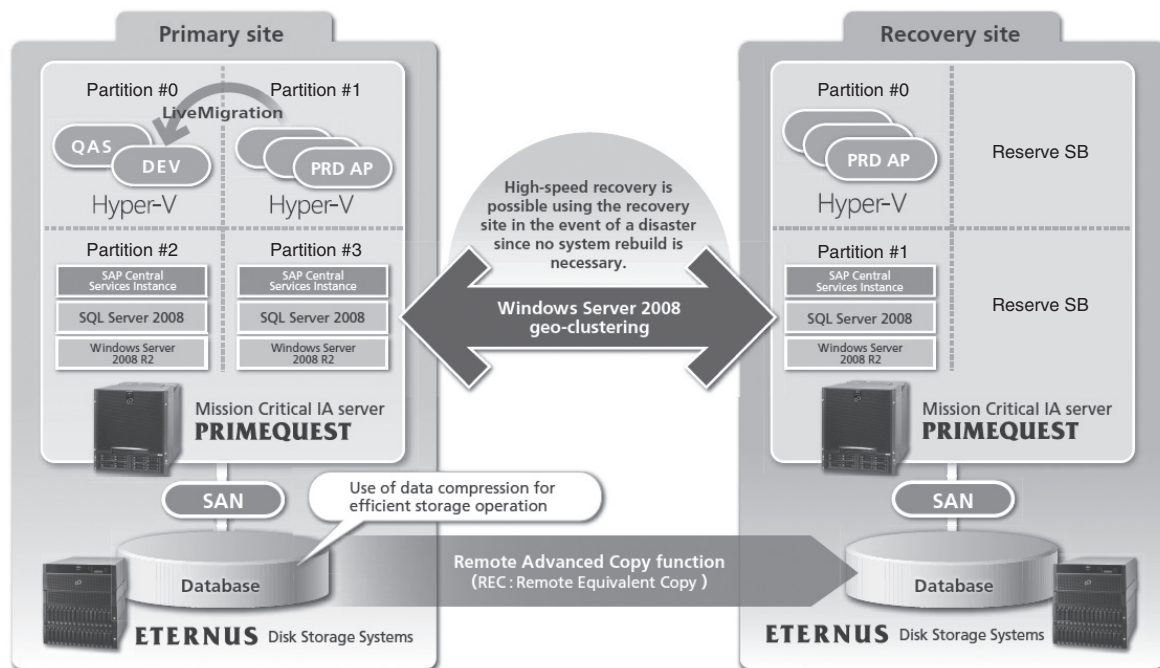 Primary site
Partition #0
Partition #1
LiveMigration
QAS
DEV
PRD AP
Hyper-V
Hyper-V
Partition #2
Partition #3
SAP Central
Services Instance
SQL Server 2008
Windows Server
2008 R2
SAP Central
Services Instance
SQL Server 2008
Windows Server
2008 R2
Mission Critical IA server
PRIMEQUEST
SAN
Use of data compression for
efficient storage operation
Database
ETERNUS Disk Storage Systems
High-speed recovery is
possible using the recovery
site in the event of a disaster
since no system rebuild is
necessary.
Windows Server 2008
geo-clustering
Remote Advanced Copy function
(REC : Remote Equivalent Copy )
Recovery site
Partition #0
PRD AP
Hyper-V
Reserve SB
Partition #1
SAP Central
Services Instance
SQL Server 2008
Windows Server
2008 R2
Reserve SB
Mission Critical IA server
PRIMEQUEST
SAN
Database
ETERNUS Disk Storage Systems